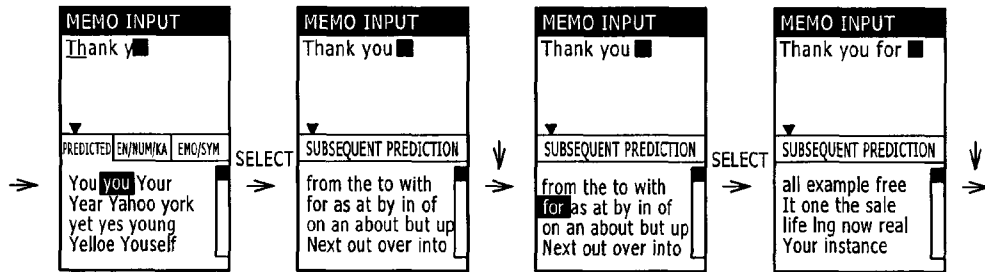 MEMO INPUT
Thank y
PREDICTED EN/NUM/KA EMO/SYM
You you Your
Year Yahoo york
yet yes young
Yelloe Youself
SELECT
MEMO INPUT
Thank you
SUBSEQUENT PREDICTION
from the to with
for as at by in of
on an about but up
Next out over into
MEMO INPUT
Thank you
SUBSEQUENT PREDICTION
from the to with
for as at by in of
on an about but up
Next out over into
SELECT
MEMO INPUT
Thank you for
SUBSEQUENT PREDICTION
all example free
It one the sale
life lng now real
Your instance